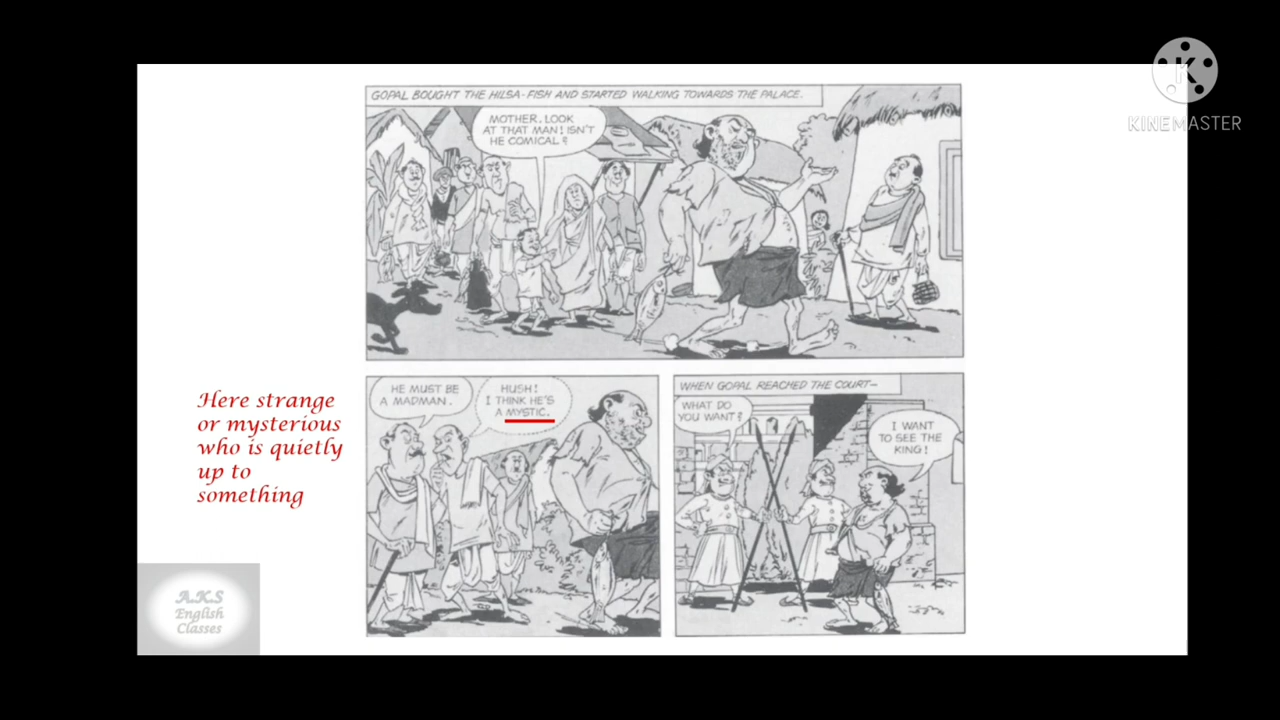 KINEMASTER
GOPAL BOUGHT THE HILSA-FISH AND STARTED WALKING TOWARDS THE PALACE.
MOTHER, LOOK
AT THAT MAN! ISN'T
HE COMICAL?
Here strange
or mysterious
who is quietly
up to
something
HE MUST BE
A MADMAN.
HUSH!
I THINK HE'S
A MYSTIC.
WHEN GOPAL REACHED THE COURT—
WHAT DO
YOU WANT?
I WANT
TO SEE THE
KING!
A.K.S
English
Classes